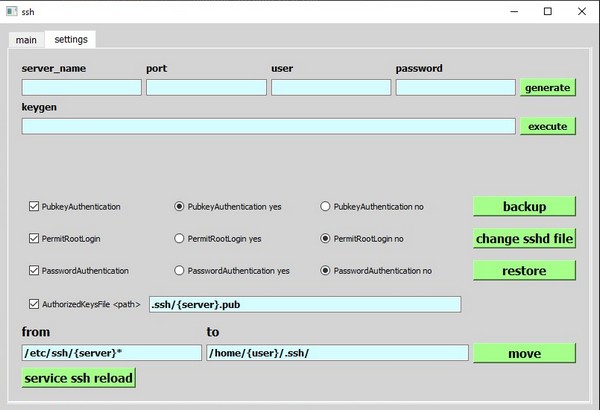 ssh
main settings
server_name port user password
generate
keygen
execute
PubkeyAuthentication PubkeyAuthentication yes PubkeyAuthentication no backup
PermitRootLogin PermitRootLogin yes PermitRootLogin no change sshd file
PasswordAuthentication PasswordAuthentication yes PasswordAuthentication no restore
AuthorizedKeysFile <path> .ssh/{server}.pub
from to
/etc/ssh/{server}* /home/{user}/.ssh/ move
service ssh reload